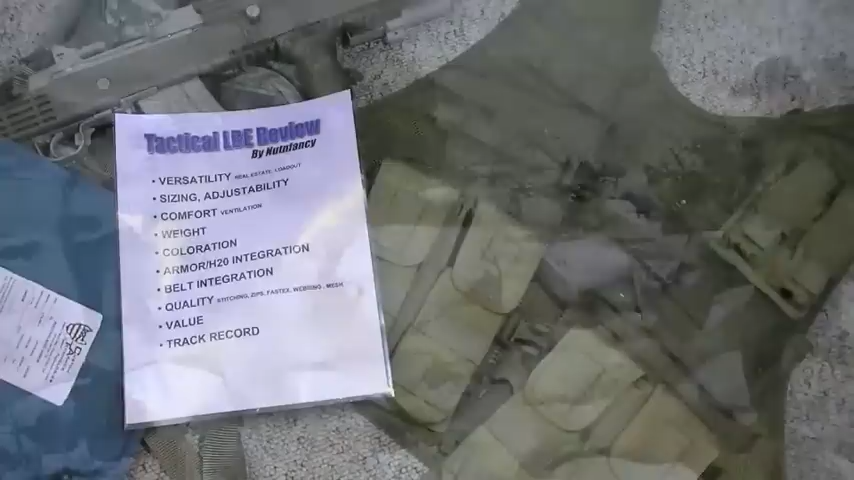 Tactical LBE Review
By Nutnfancy
• VERSATILITY REAL ESTATE, LOADOUT
• SIZING, ADJUSTABILITY
• COMFORT VENTILATION
• WEIGHT
• COLORATION
• ARMOR/H20 INTEGRATION
• BELT INTEGRATION
• QUALITY STITCHING, ZIPS, FASTEX, WEBBING, MESH
• VALUE
• TRACK RECORD